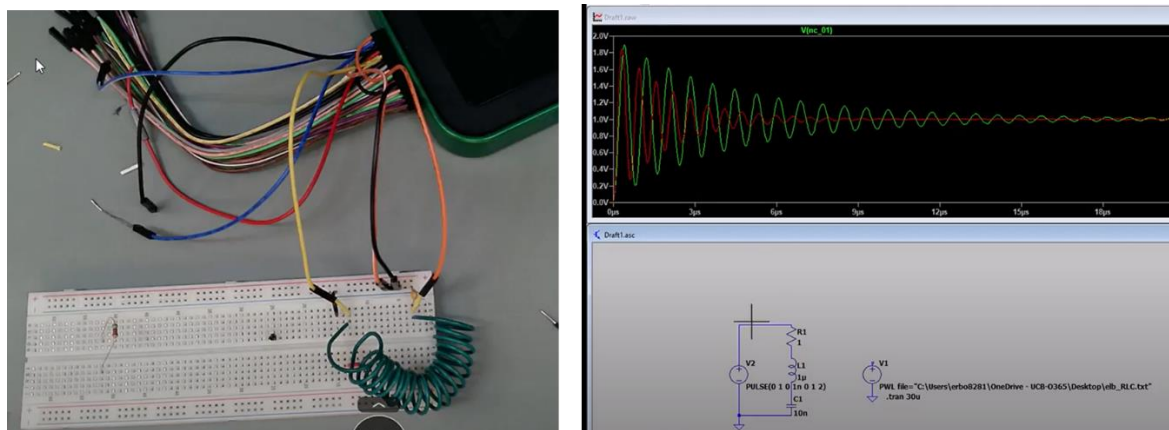 Draft1.raw
V(nc_01)
2.0V
1.8V
1.6V
1.4V
1.2V
1.0V
0.8V
0.6V
0.4V
0.2V
0.0V
0µs 3µs 6µs 9µs 12µs 15µs 18µs
Draft1.asc
R1
1
V2
L1
1µ
V1
PULSE(0 1 0 1n 0 1 2)
PWL file="C:\Users\erbo8281\OneDrive - UCB-O365\Desktop\elb_RLC.txt"
.tran 30u
C1
10n